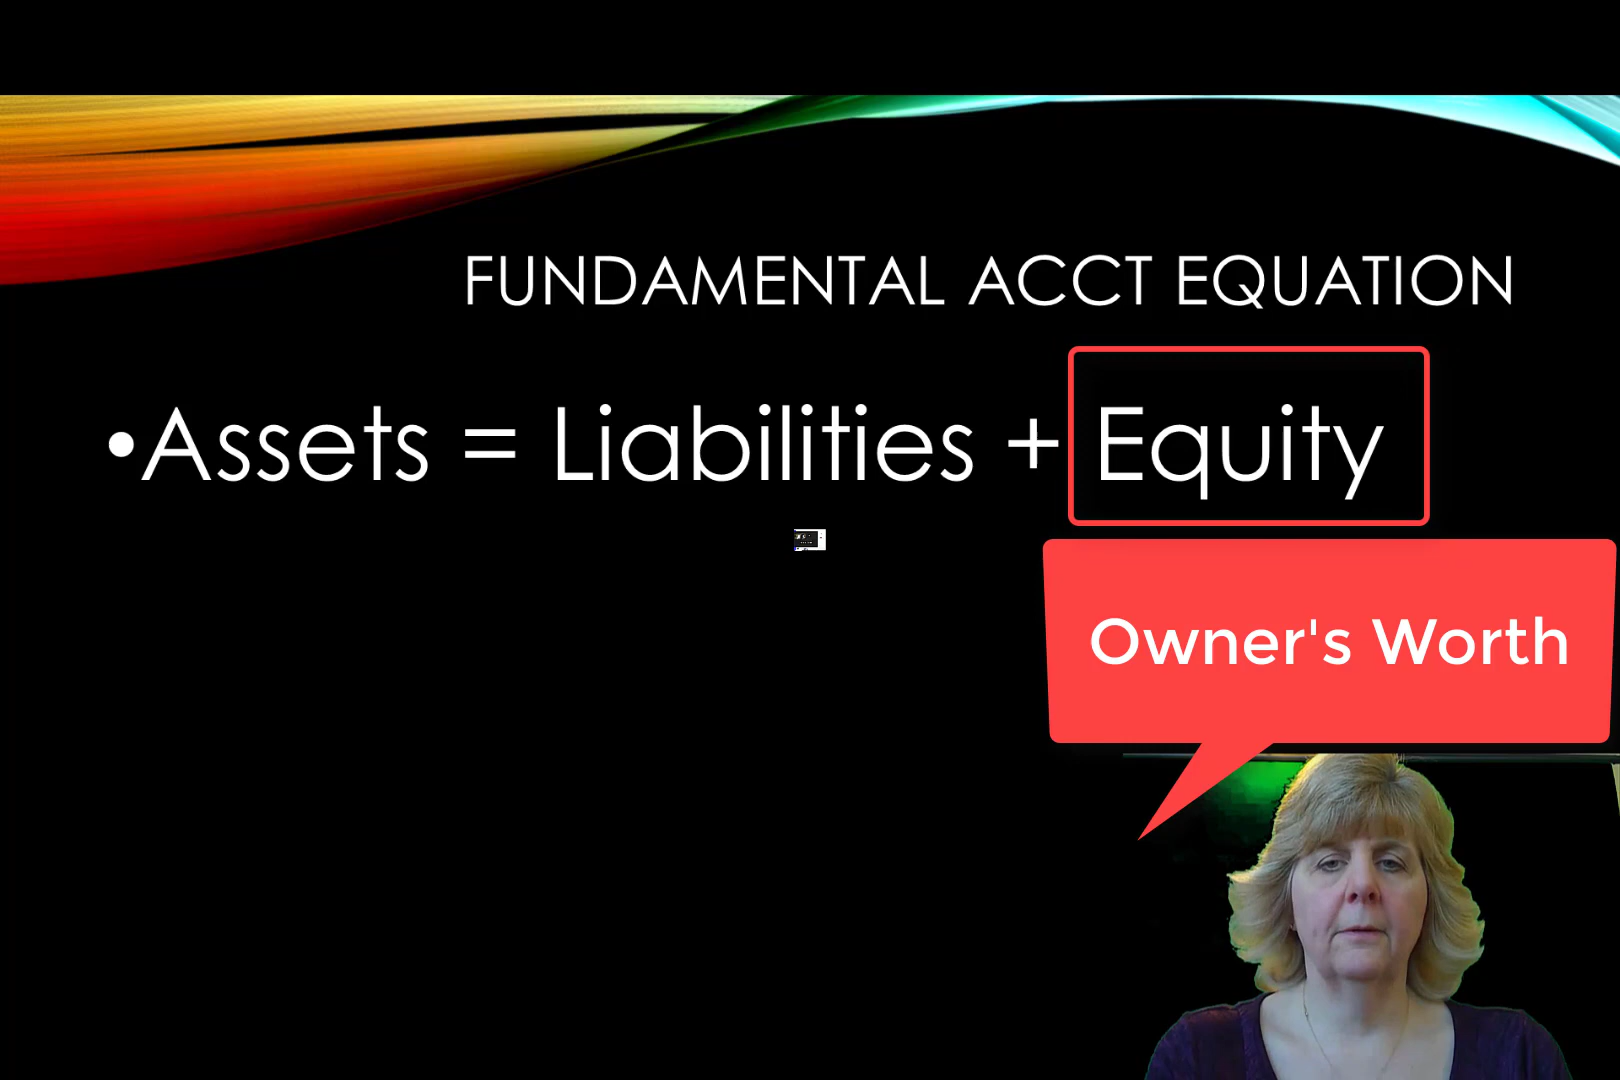 FUNDAMENTAL ACCT EQUATION
•Assets = Liabilities + Equity
Owner's Worth